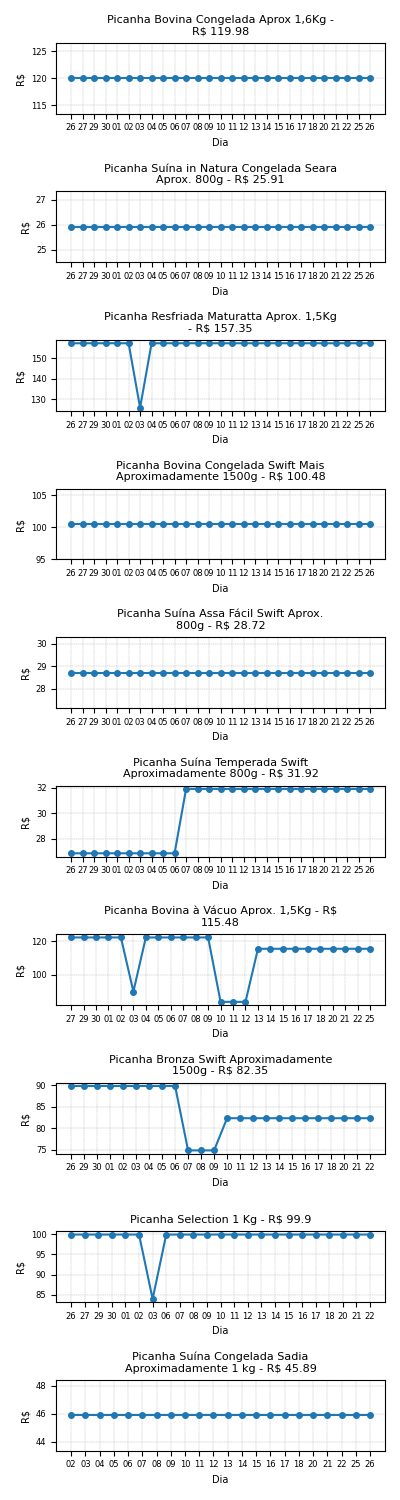 Picanha Bovina Congelada Aprox 1,6Kg -
R$ 119.98
125
120
115
R$
26 27 29 30 01 02 03 04 05 06 07 08 09 10 11 12 13 14 15 16 17 18 19 20 21 22 25 26
Dia
Picanha Suína in Natura Congelada Seara
Aprox. 800g - R$ 25.91
27
26
25
R$
26 27 29 30 01 02 03 04 05 06 07 08 09 10 11 12 13 14 15 16 17 18 19 20 21 22 25 26
Dia
Picanha Resfriada Maturatta Aprox. 1,5Kg
- R$ 157.35
150
140
130
R$
26 27 29 30 01 02 03 04 05 06 07 08 09 10 11 12 13 14 15 16 17 18 19 20 21 22 25 26
Dia
Picanha Bovina Congelada Swift Mais
Aproximadamente 1500g - R$ 100.48
105
100
95
R$
26 27 29 30 01 02 03 04 05 06 07 08 09 10 11 12 13 14 15 16 17 18 19 20 21 22 25 26
Dia
Picanha Suína Assa Fácil Swift Aprox.
800g - R$ 28.72
30
29
28
R$
26 27 29 30 01 02 03 04 05 06 07 08 09 10 11 12 13 14 15 16 17 18 19 20 21 22 25 26
Dia
Picanha Suína Temperada Swift
Aproximadamente 800g - R$ 31.92
32
30
28
R$
26 27 29 30 01 02 03 04 05 06 07 08 09 10 11 12 13 14 15 16 17 18 19 20 21 22 25 26
Dia
Picanha Bovina à Vácuo Aprox. 1,5Kg - R$
115.48
120
100
R$
27 29 30 01 02 03 04 05 06 07 08 09 10 11 12 13 14 15 16 17 18 19 20 21 22 25
Dia
Picanha Bronza Swift Aproximadamente
1500g - R$ 82.35
90
85
80
75
R$
26 29 30 01 02 03 04 05 06 07 08 09 10 11 12 13 14 15 16 17 18 19 20 21 22
Dia
Picanha Selection 1 Kg - R$ 99.9
100
95
90
85
R$
26 27 29 30 01 02 03 06 07 08 09 10 11 12 13 14 15 16 17 18 19 20 22
Dia
Picanha Suína Congelada Sadia
Aproximadamente 1 kg - R$ 45.89
48
46
44
R$
02 03 04 05 06 07 08 09 10 11 12 13 14 15 16 17 18 19 20 21 22 25 26
Dia